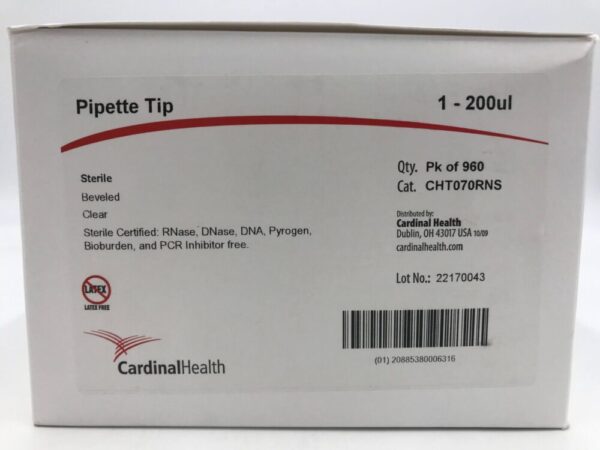 Pipette Tip
1 - 200ul
Sterile
Beveled
Clear
Sterile Certified: RNase, DNase, DNA, Pyrogen,
Bioburden, and PCR Inhibitor free.
Qty. Pk of 960
Cat. CHT070RNS
Distributed by:
Cardinal Health
Dublin, OH 43017 USA 10/09
cardinalhealth.com
Lot No.: 22170043
LATEX
LATEX FREE
CardinalHealth
(01) 20885380006316